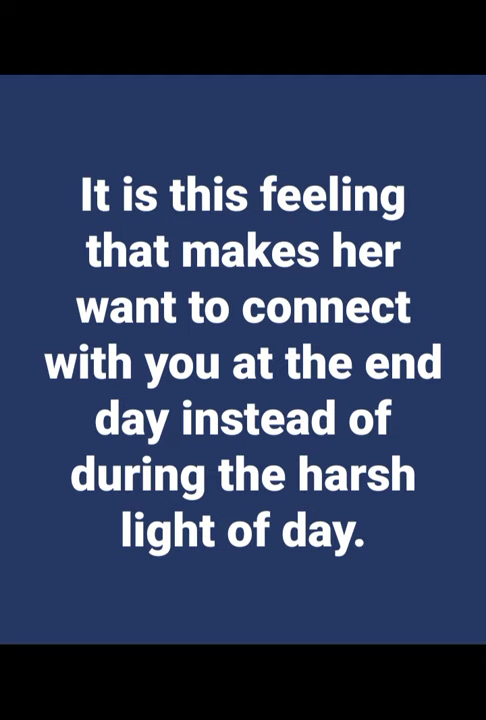 It is this feeling
that makes her
want to connect
with you at the end
day instead of
during the harsh
light of day.